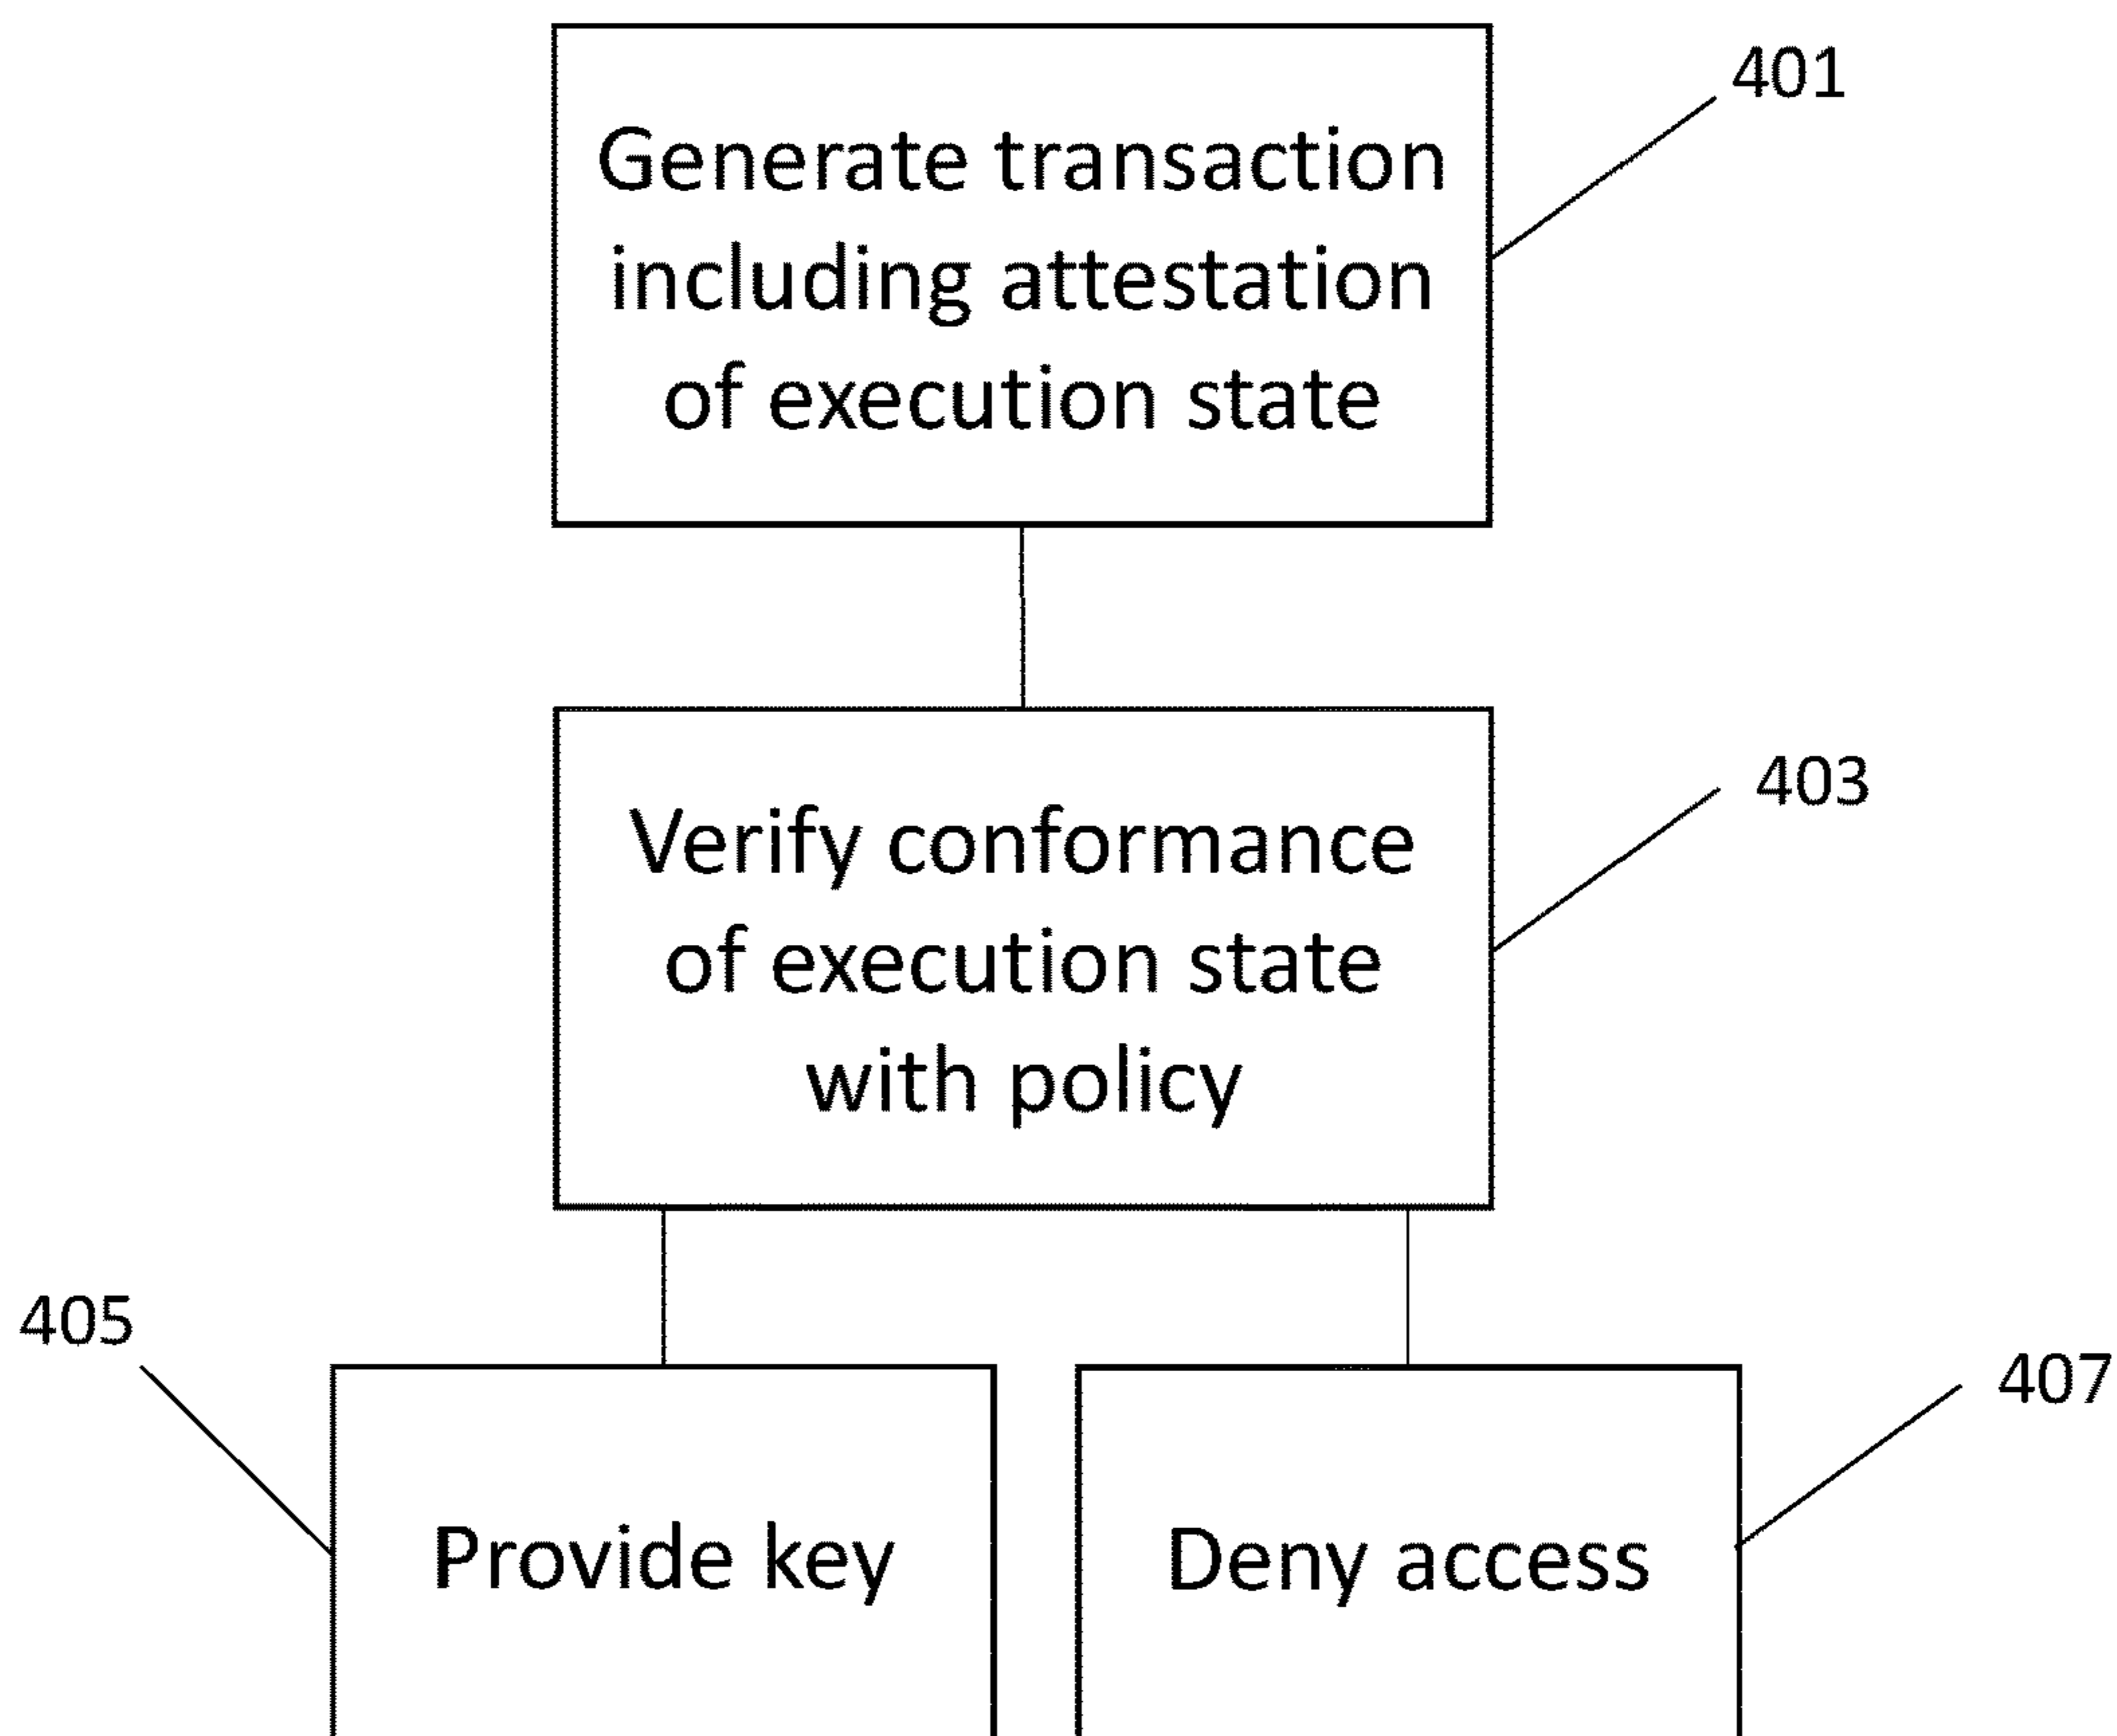 401
Generate transaction
including attestation
of execution state
403
Verify conformance
of execution state
with policy
405
407
Provide key
Deny access